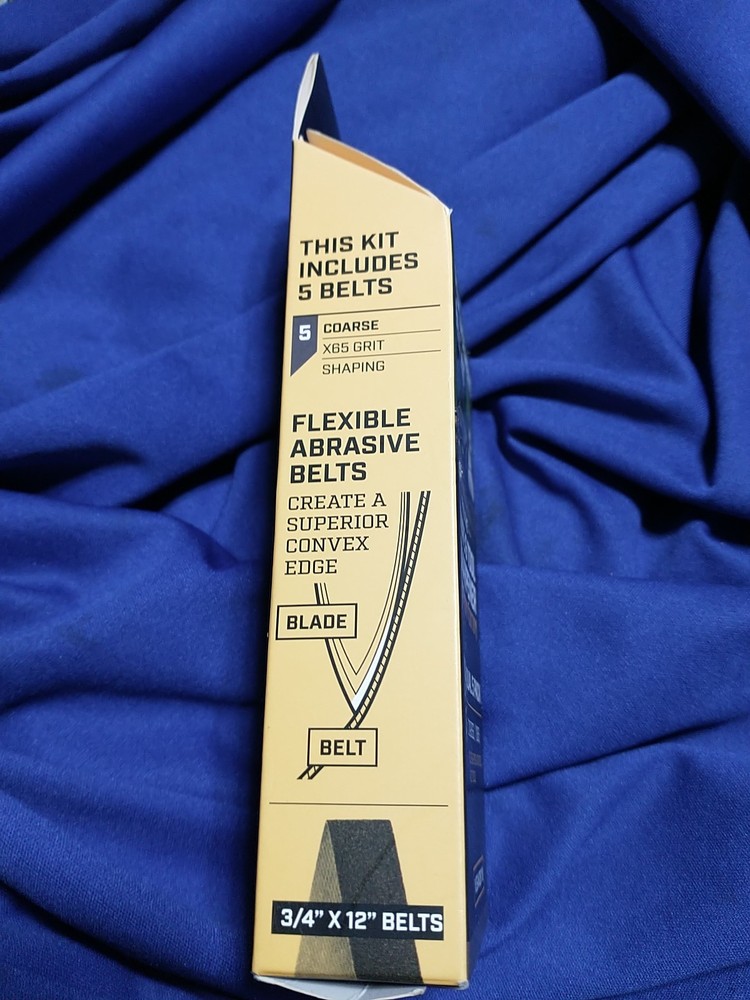 THIS KIT
INCLUDES
5 BELTS
5 COARSE
X65 GRIT
SHAPING
FLEXIBLE
ABRASIVE
BELTS
CREATE A
SUPERIOR
CONVEX
EDGE
BLADE
BELT
3/4" X 12" BELTS